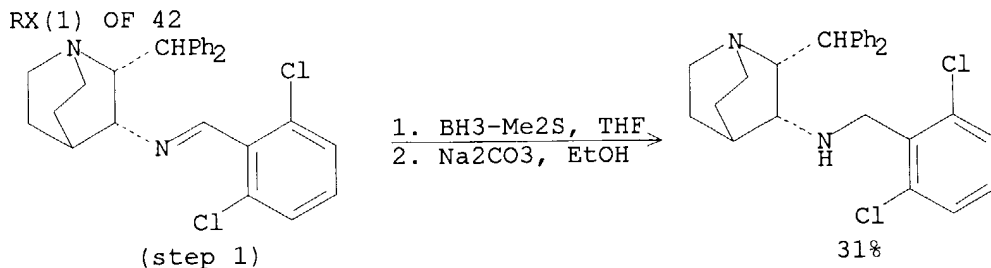 RX(1) OF 42
N
CHPh2
Cl
N
Cl
(step 1)
1. BH3-Me2S, THF
2. Na2CO3, EtOH
N
CHPh2
Cl
N
H
Cl
31%